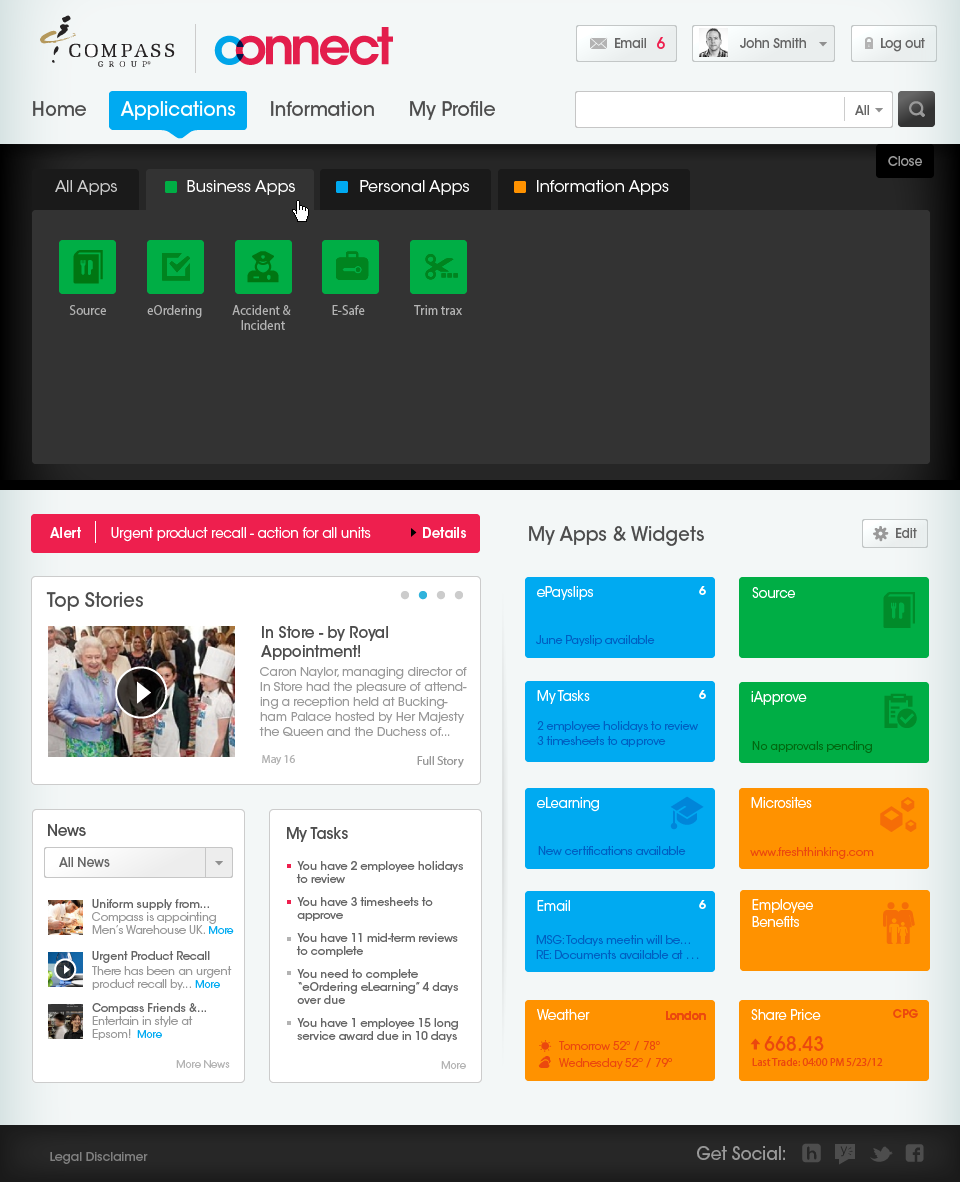 COMPASS
GROUP
connect
Email 6
John Smith
Log out
Home
Applications
Information
My Profile
All
Close
All Apps
Business Apps
Personal Apps
Information Apps
Source
eOrdering
Accident &
Incident
E-Safe
Trim trax
Alert
Urgent product recall - action for all units
Details
My Apps & Widgets
Edit
Top Stories
In Store - by Royal
Appointment!
Caron Naylor, managing director of
In Store had the pleasure of attend-
ing a reception held at Bucking-
ham Palace hosted by Her Majesty
the Queen and the Duchess of...
May 16
Full Story
News
All News
Uniform supply from...
Compass is appointing
Men's Warehouse UK. More
Urgent Product Recall
There has been an urgent
product recall by... More
Compass Friends &...
Entertain in style at
Epsom! More
More News
My Tasks
You have 2 employee holidays
to review
You have 3 timesheets to
approve
You have 11 mid-term reviews
to complete
You need to complete
"eOrdering eLearning" 4 days
over due
You have 1 employee 15 long
service award due in 10 days
More
ePayslips 6
June Payslip available
Source
My Tasks 6
2 employee holidays to review
3 timesheets to approve
iApprove
No approvals pending
eLearning
New certifications available
Microsites
www.freshthinking.com
Email 6
MSG: Todays meetin will be...
RE: Documents available at ...
Employee
Benefits
Weather London
Tomorrow 52º / 78º
Wednesday 52º / 79º
Share Price CPG
668.43
Last Trade: 04:00 PM 5/23/12
Legal Disclaimer
Get Social: